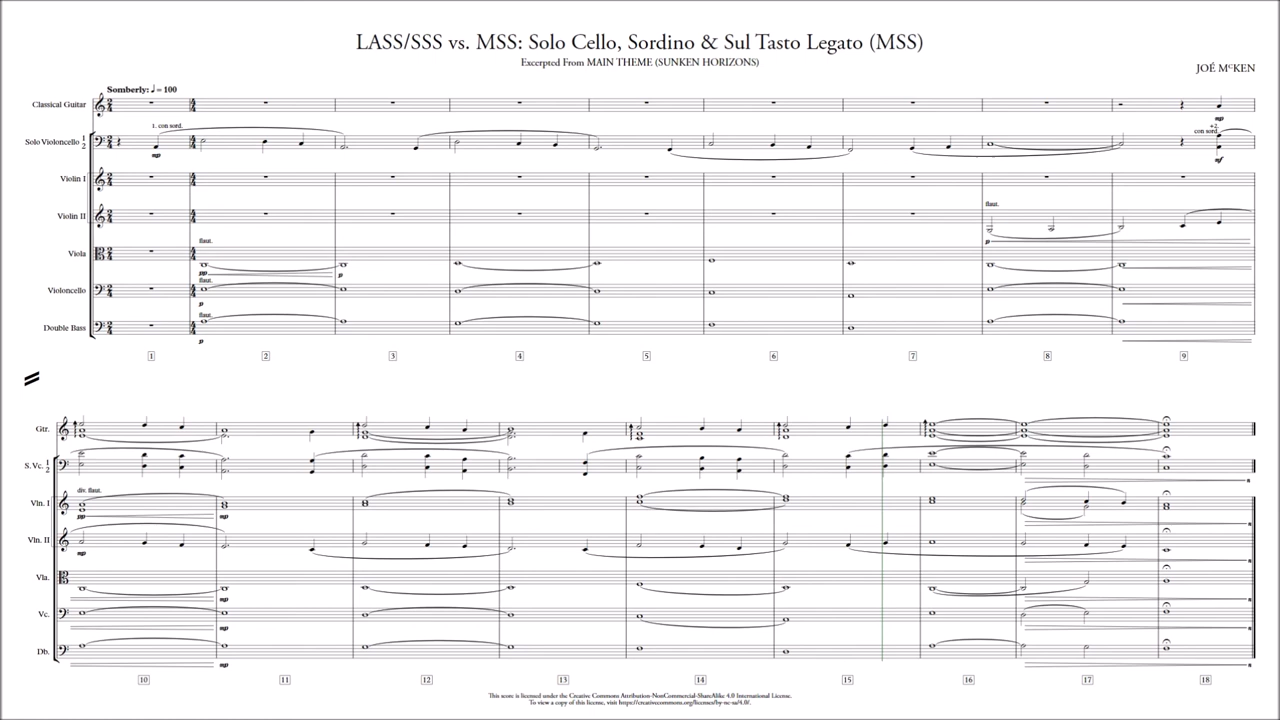 LASS/SSS vs. MSS: Solo Cello, Sordino & Sul Tasto Legato (MSS)
Excerpted From MAIN THEME (SUNKEN HORIZONS)
JOÉ McKEN
Somberly: ♩ = 100
Classical Guitar
mp
1. con sord.
+2.
con sord.
Solo Violoncello 1 2
mp
mf
Violin I
Violin II
flaut.
p
flaut.
Viola
pp
p
flaut.
Violoncello
p
flaut.
Double Bass
p
1 2 3 4 5 6 7 8 9
Gtr.
S. Vc. 1 2
n
div. flaut.
Vln. I
pp
mp
n
Vln. II
mp
n
Vla.
mp
n
Vc.
mp
n
Db.
mp
n
10 11 12 13 14 15 16 17 18
This score is licensed under the Creative Commons Attribution-NonCommercial-ShareAlike 4.0 International License.
To view a copy of this license, visit http://creativecommons.org/licenses/by-nc-sa/4.0/.